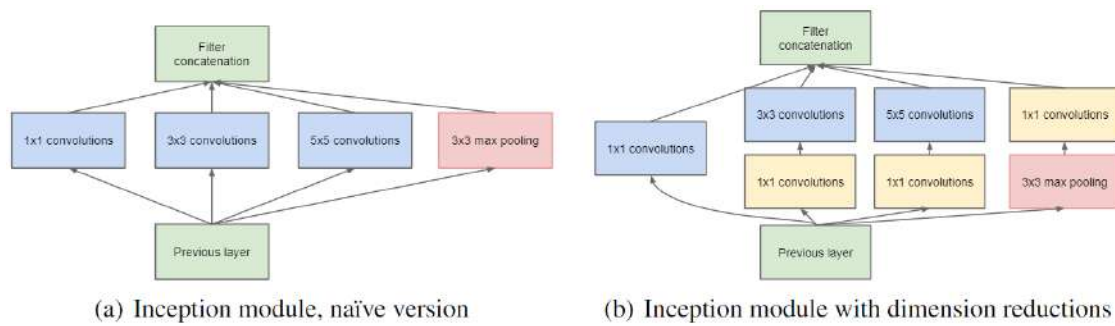 Filter
concatenation
1x1 convolutions
3x3 convolutions
5x5 convolutions
3x3 max pooling
Previous layer
(a) Inception module, naïve version
Filter
concatenation
3x3 convolutions
5x5 convolutions
1x1 convolutions
1x1 convolutions
1x1 convolutions
1x1 convolutions
3x3 max pooling
Previous layer
(b) Inception module with dimension reductions